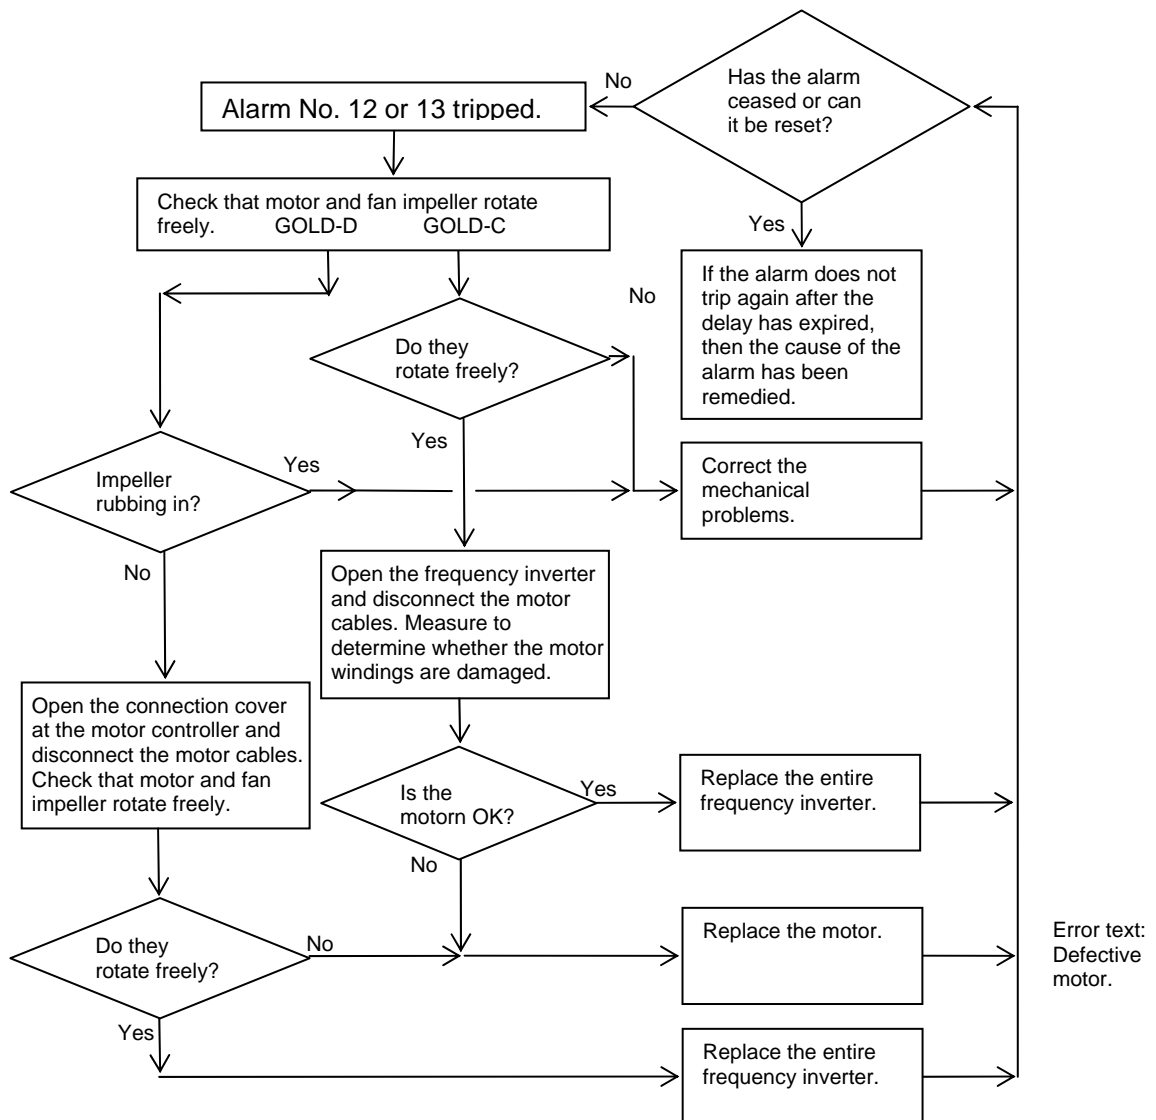 No
Has the alarm
ceased or can
it be reset?
Alarm No. 12 or 13 tripped.
Check that motor and fan impeller rotate
freely. GOLD-D GOLD-C
Yes
If the alarm does not
trip again after the
delay has expired,
then the cause of the
alarm has been
remedied.
No
Do they
rotate freely?
Yes
Impeller
rubbing in?
Yes
Correct the
mechanical
problems.
No
Open the frequency inverter
and disconnect the motor
cables. Measure to
determine whether the motor
windings are damaged.
Open the connection cover
at the motor controller and
disconnect the motor cables.
Check that motor and fan
impeller rotate freely.
Is the
motorn OK?
Yes
Replace the entire
frequency inverter.
No
Do they
rotate freely?
No
Replace the motor.
Error text:
Defective
motor.
Yes
Replace the entire
frequency inverter.